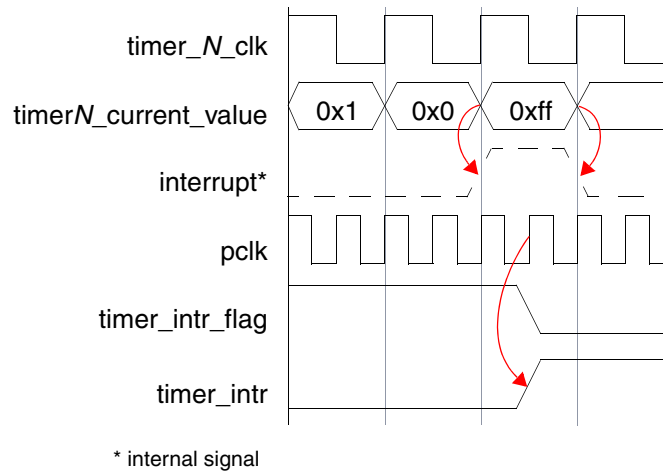 timer_N_clk
timerN_current_value 0x1 0x0 0xff
interrupt*
pclk
timer_intr_flag
timer_intr
* internal signal